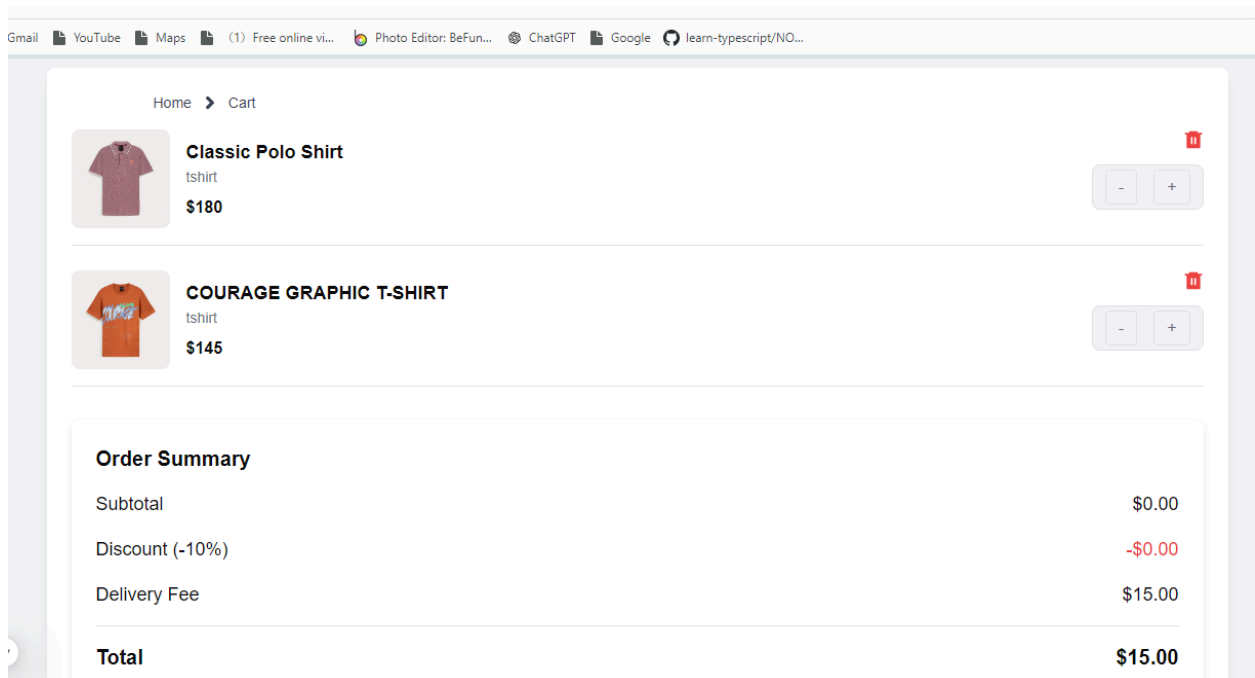 Gmail YouTube Maps (1) Free online vi... Photo Editor: BeFun... ChatGPT Google learn-typescript/NO...
Home Cart
Classic Polo Shirt
tshirt
$180
- +
COURAGE GRAPHIC T-SHIRT
tshirt
$145
- +
Order Summary
Subtotal $0.00
Discount (-10%) -$0.00
Delivery Fee $15.00
Total $15.00